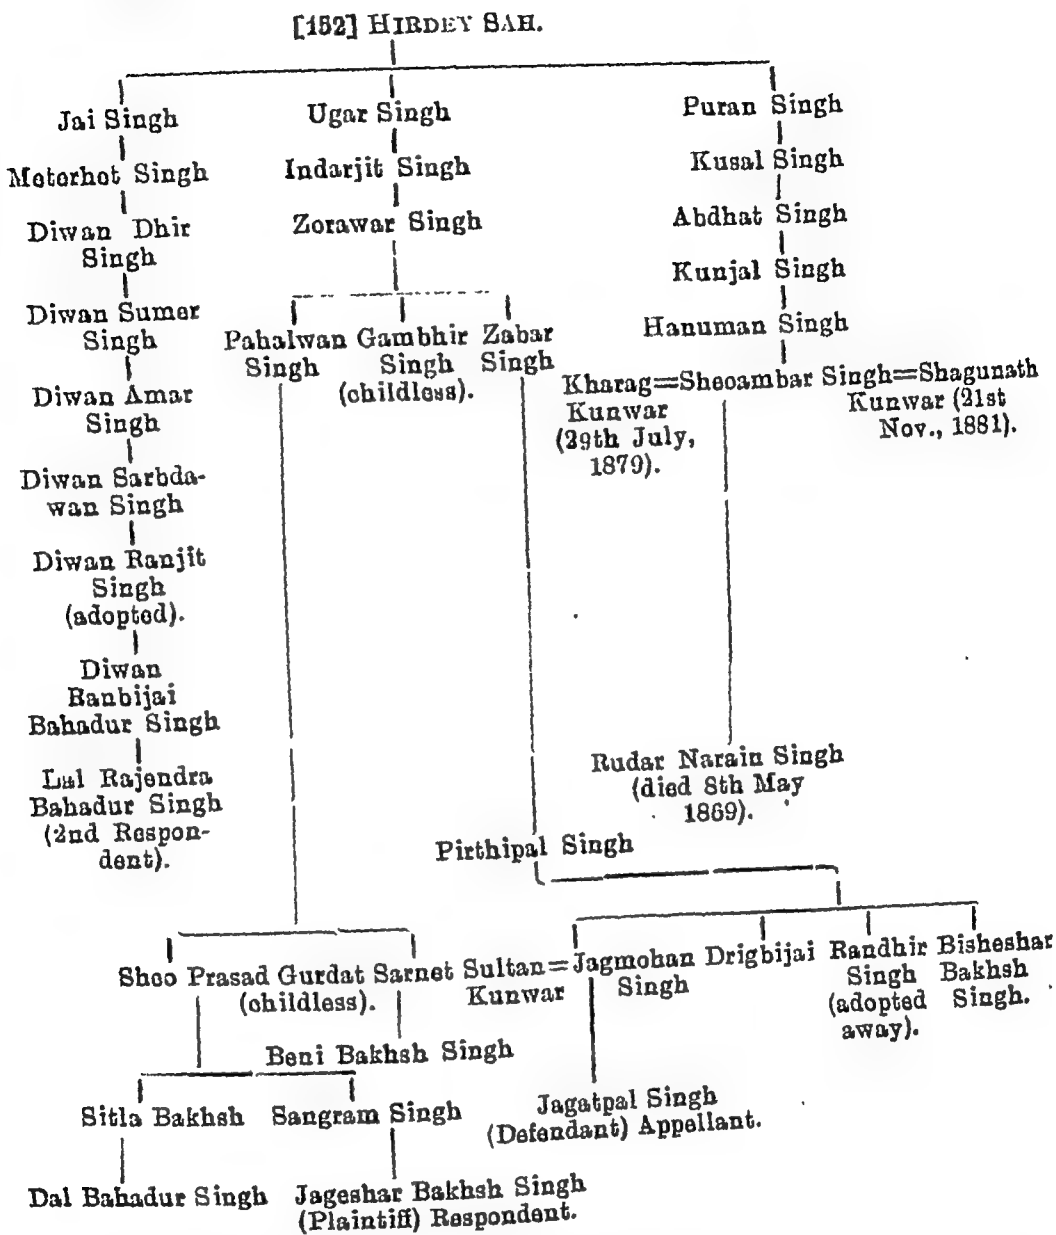 [152] HIRDEY SAH.
Jai Singh
Ugar Singh
Puran Singh
Motorhot Singh
Indarjit Singh
Kusal Singh
Diwan Dhir
Singh
Zorawar Singh
Abdhat Singh
Kunjal Singh
Diwan Sumer
Singh
Pahalwan
Singh
Gambhir
Singh
(childless).
Zabar
Singh
Hanuman Singh
Kharag=Sheoambar Singh=Shagunath
Kunwar
(29th July,
1879).
Kunwar (21st
Nov., 1881).
Diwan Amar
Singh
Diwan Sarbda-
wan Singh
Diwan Ranjit
Singh
(adopted).
Diwan
Ranbijai
Bahadur Singh
Lal Rajendra
Bahadur Singh
(2nd Respon-
dent).
Rudar Narain Singh
(died 8th May
1869).
Pirthipal Singh
Sheo Prasad Gurdat Sarnet
(childless).
Sultan=Jagmohan
Kunwar Singh
Drigbijai
Randhir
Singh
(adopted
away).
Bisheshar
Bakhsh
Singh.
Beni Bakhsh Singh
Sitla Bakhsh
Sangram Singh
Jagatpal Singh
(Defendant) Appellant.
Dal Bahadur Singh
Jageshar Bakhsh Singh
(Plaintiff) Respondent.